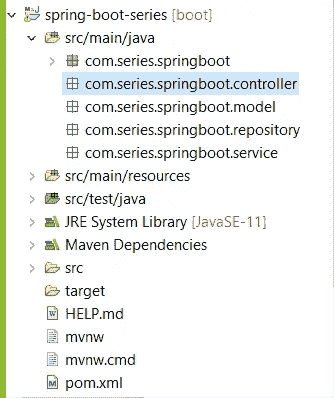 spring-boot-series [boot]
src/main/java
com.series.springboot
com.series.springboot.controller
com.series.springboot.model
com.series.springboot.repository
com.series.springboot.service
src/main/resources
src/test/java
JRE System Library [JavaSE-11]
Maven Dependencies
src
target
HELP.md
mvnw
mvnw.cmd
pom.xml